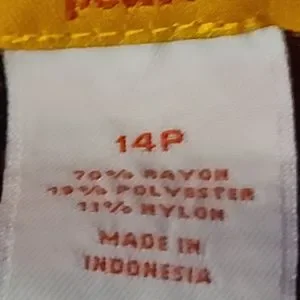 14P
70% RAYON
19% POLYESTER
11% NYLON
MADE IN
INDONESIA